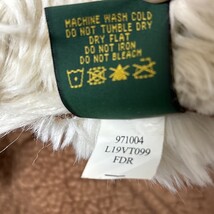 MACHINE WASH COLD
DO NOT TUMBLE DRY
DRY FLAT
DO NOT IRON
DO NOT BLEACH
971004
L19VT099
FDR